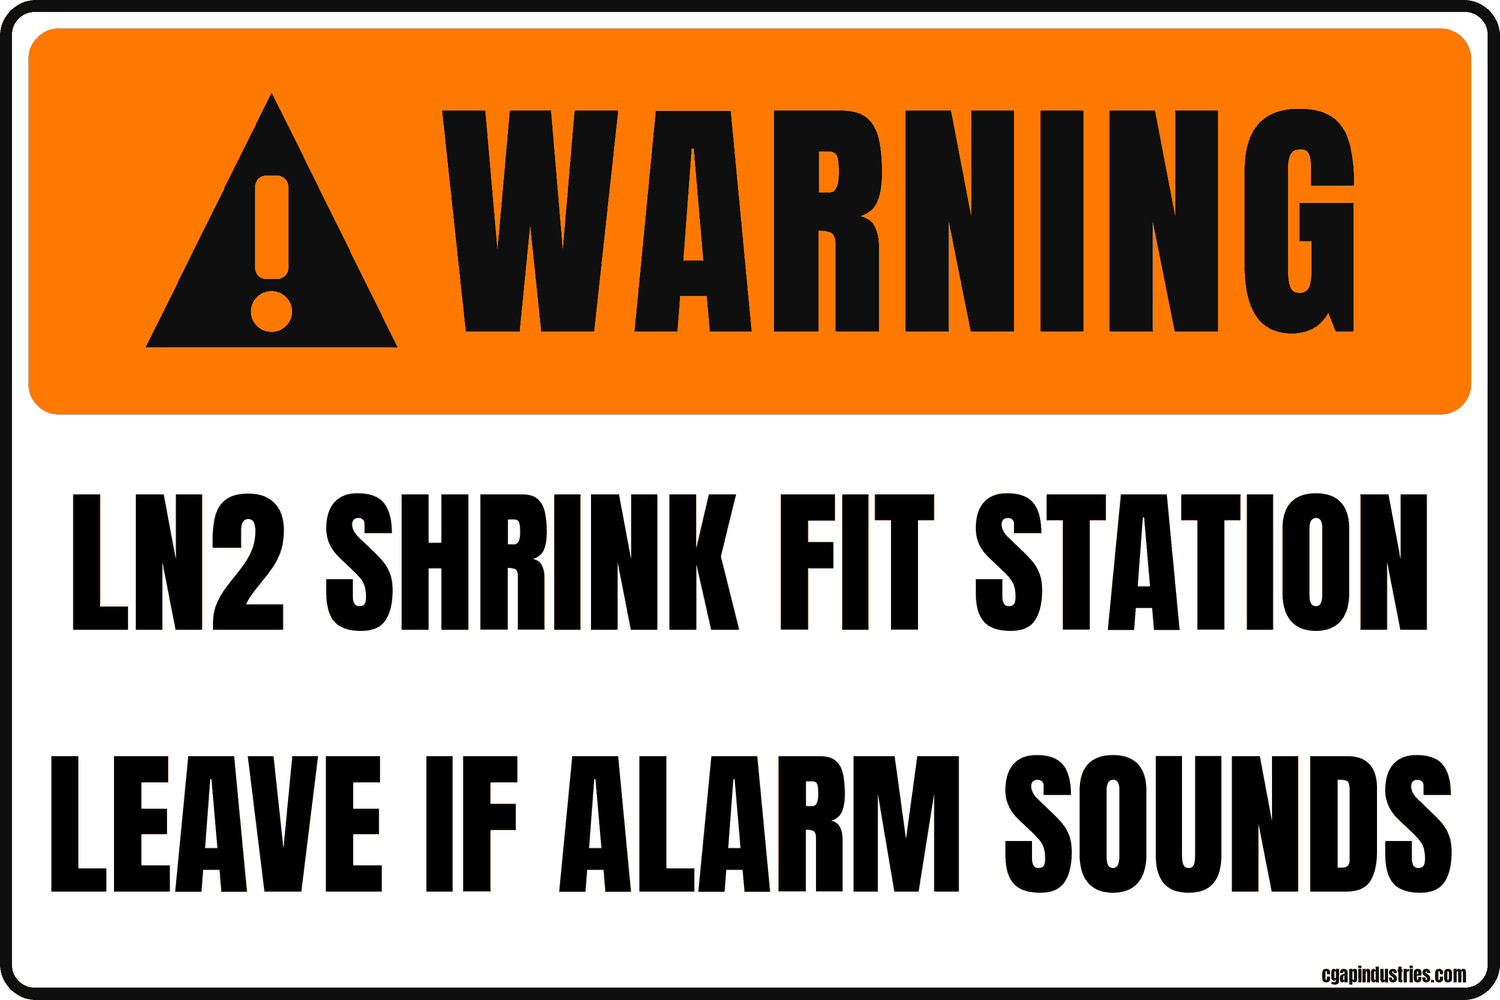 WARNING
LN2 SHRINK FIT STATION
LEAVE IF ALARM SOUNDS
cgapindustries.com